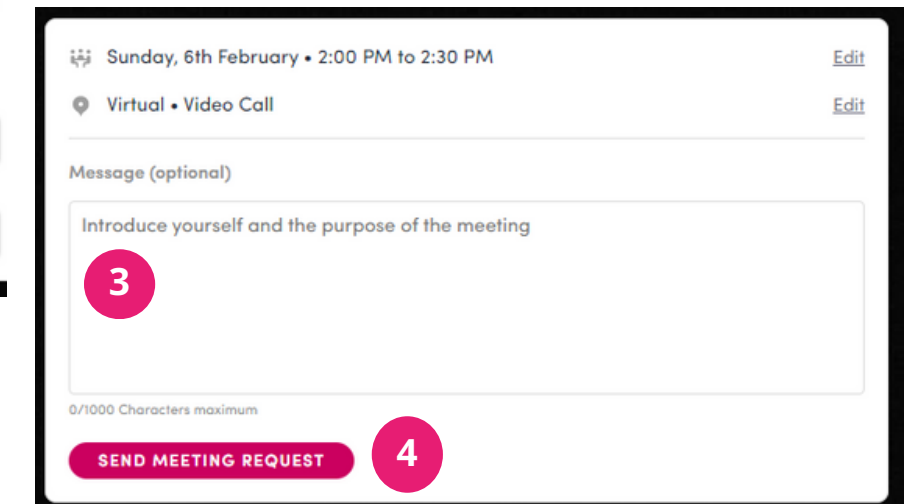 Sunday, 6th February • 2:00 PM to 2:30 PM Edit
Virtual • Video Call Edit
Message (optional)
Introduce yourself and the purpose of the meeting
3
0/1000 Characters maximum
SEND MEETING REQUEST 4